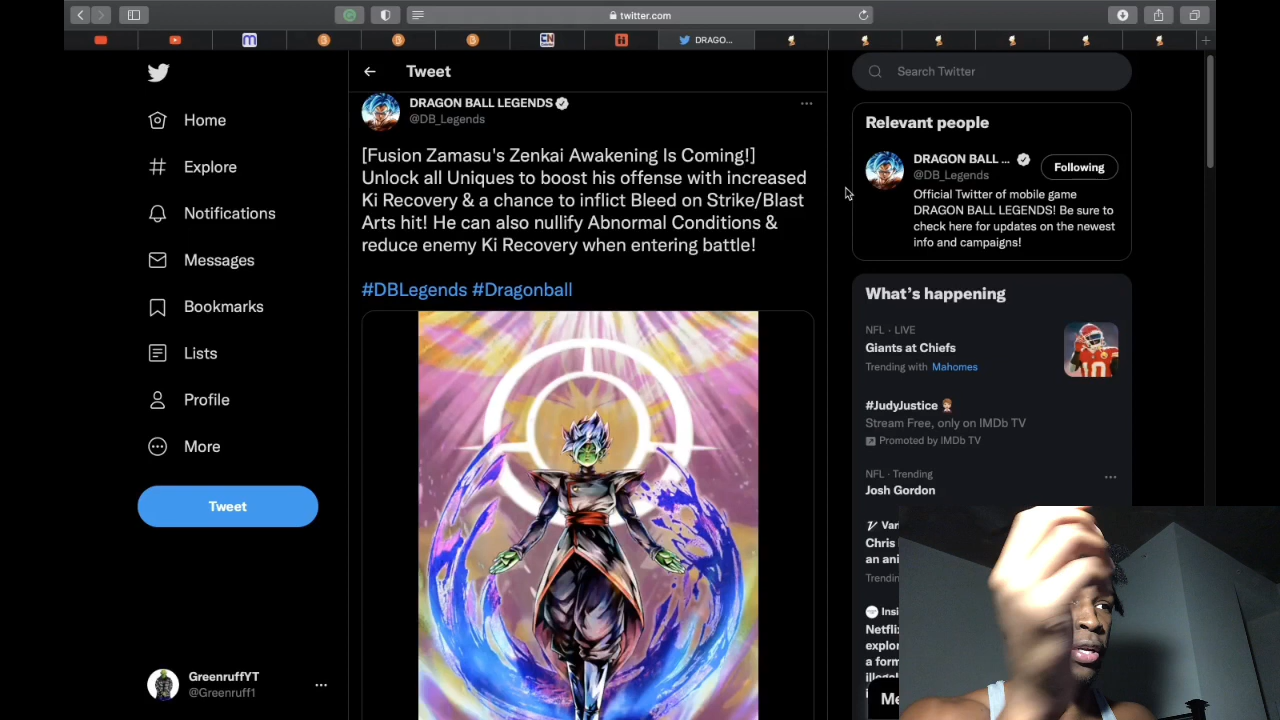 twitter.com
DRAGO...
Home
Explore
Notifications
Messages
Bookmarks
Lists
Profile
More
Tweet
GreenruffYT
@Greenruff1
Tweet
DRAGON BALL LEGENDS
@DB_Legends
[Fusion Zamasu's Zenkai Awakening Is Coming!]
Unlock all Uniques to boost his offense with increased
Ki Recovery & a chance to inflict Bleed on Strike/Blast
Arts hit! He can also nullify Abnormal Conditions &
reduce enemy Ki Recovery when entering battle!
#DBLegends #Dragonball
Search Twitter
Relevant people
DRAGON BALL ...
@DB_Legends
Following
Official Twitter of mobile game
DRAGON BALL LEGENDS! Be sure to
check here for updates on the newest
info and campaigns!
What's happening
NFL · LIVE
Giants at Chiefs
Trending with Mahomes
#JudyJustice
Stream Free, only on IMDb TV
Promoted by IMDb TV
NFL · Trending
Josh Gordon
Chris
an ani